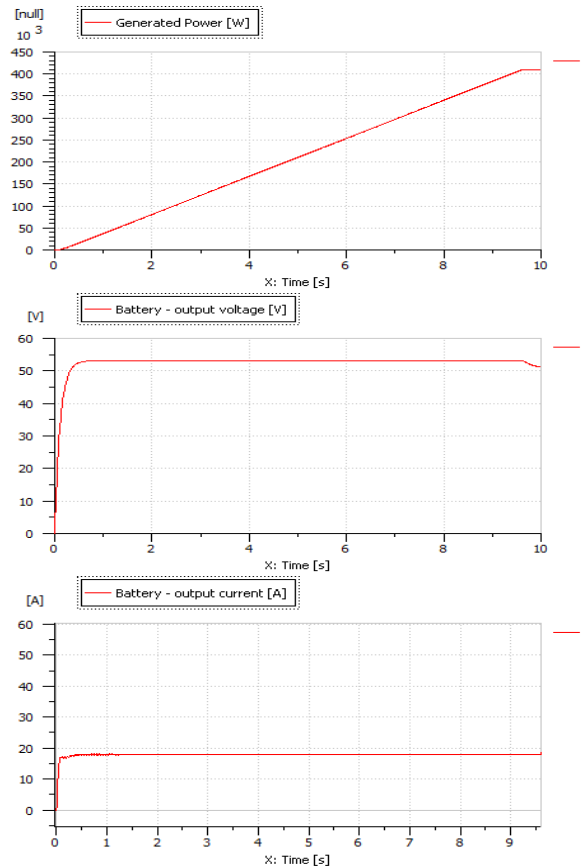 [null]
10 3
Generated Power [W]
450
400
350
300
250
200
150
100
50
0
0 2 4 6 8 10
X: Time [s]
[V]
Battery - output voltage [V]
60
50
40
30
20
10
0
0 2 4 6 8 10
X: Time [s]
[A]
Battery - output current [A]
60
50
40
30
20
10
0
0 1 2 3 4 5 6 7 8 9
X: Time [s]